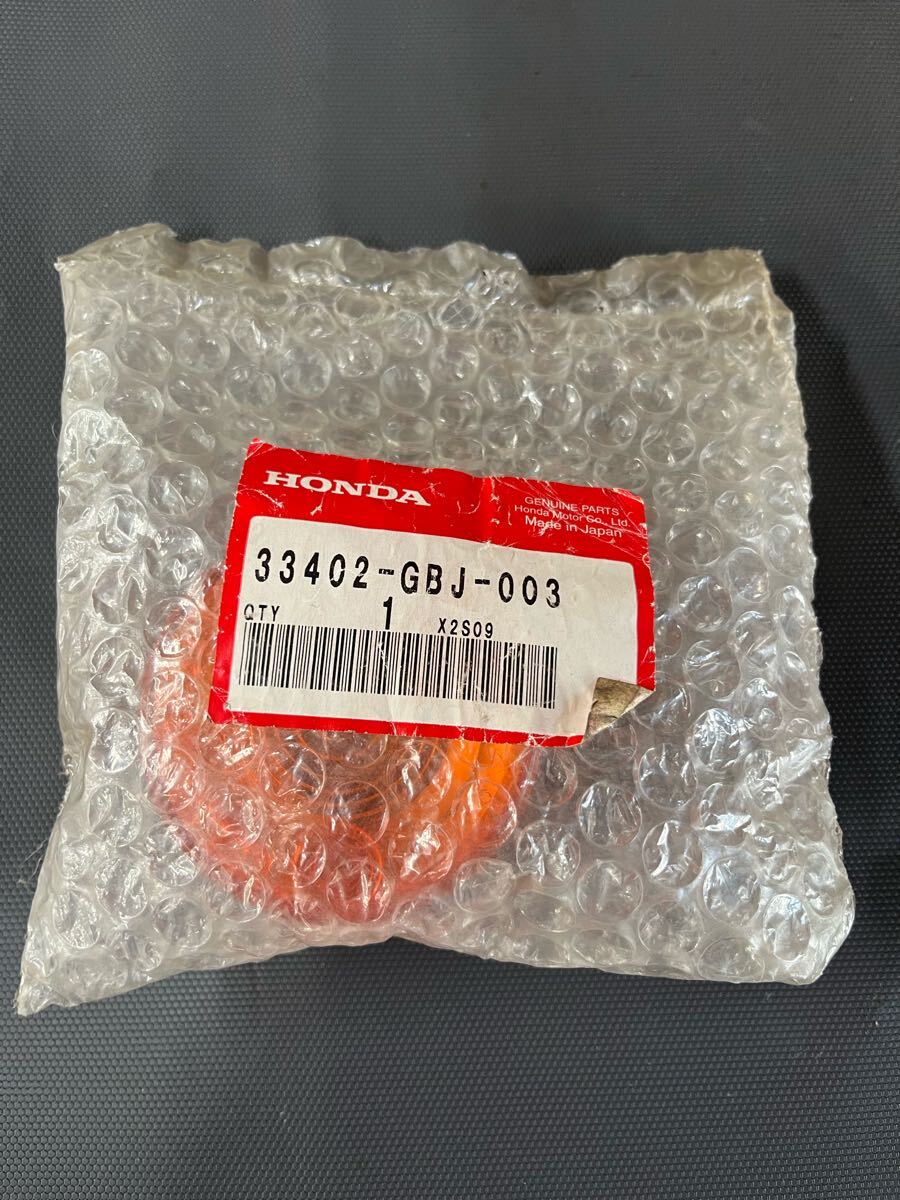 HONDA
GENUINE PARTS
Honda Motor Co., Ltd.
Made in Japan
33402-GBJ-003
QTY 1 X2S09